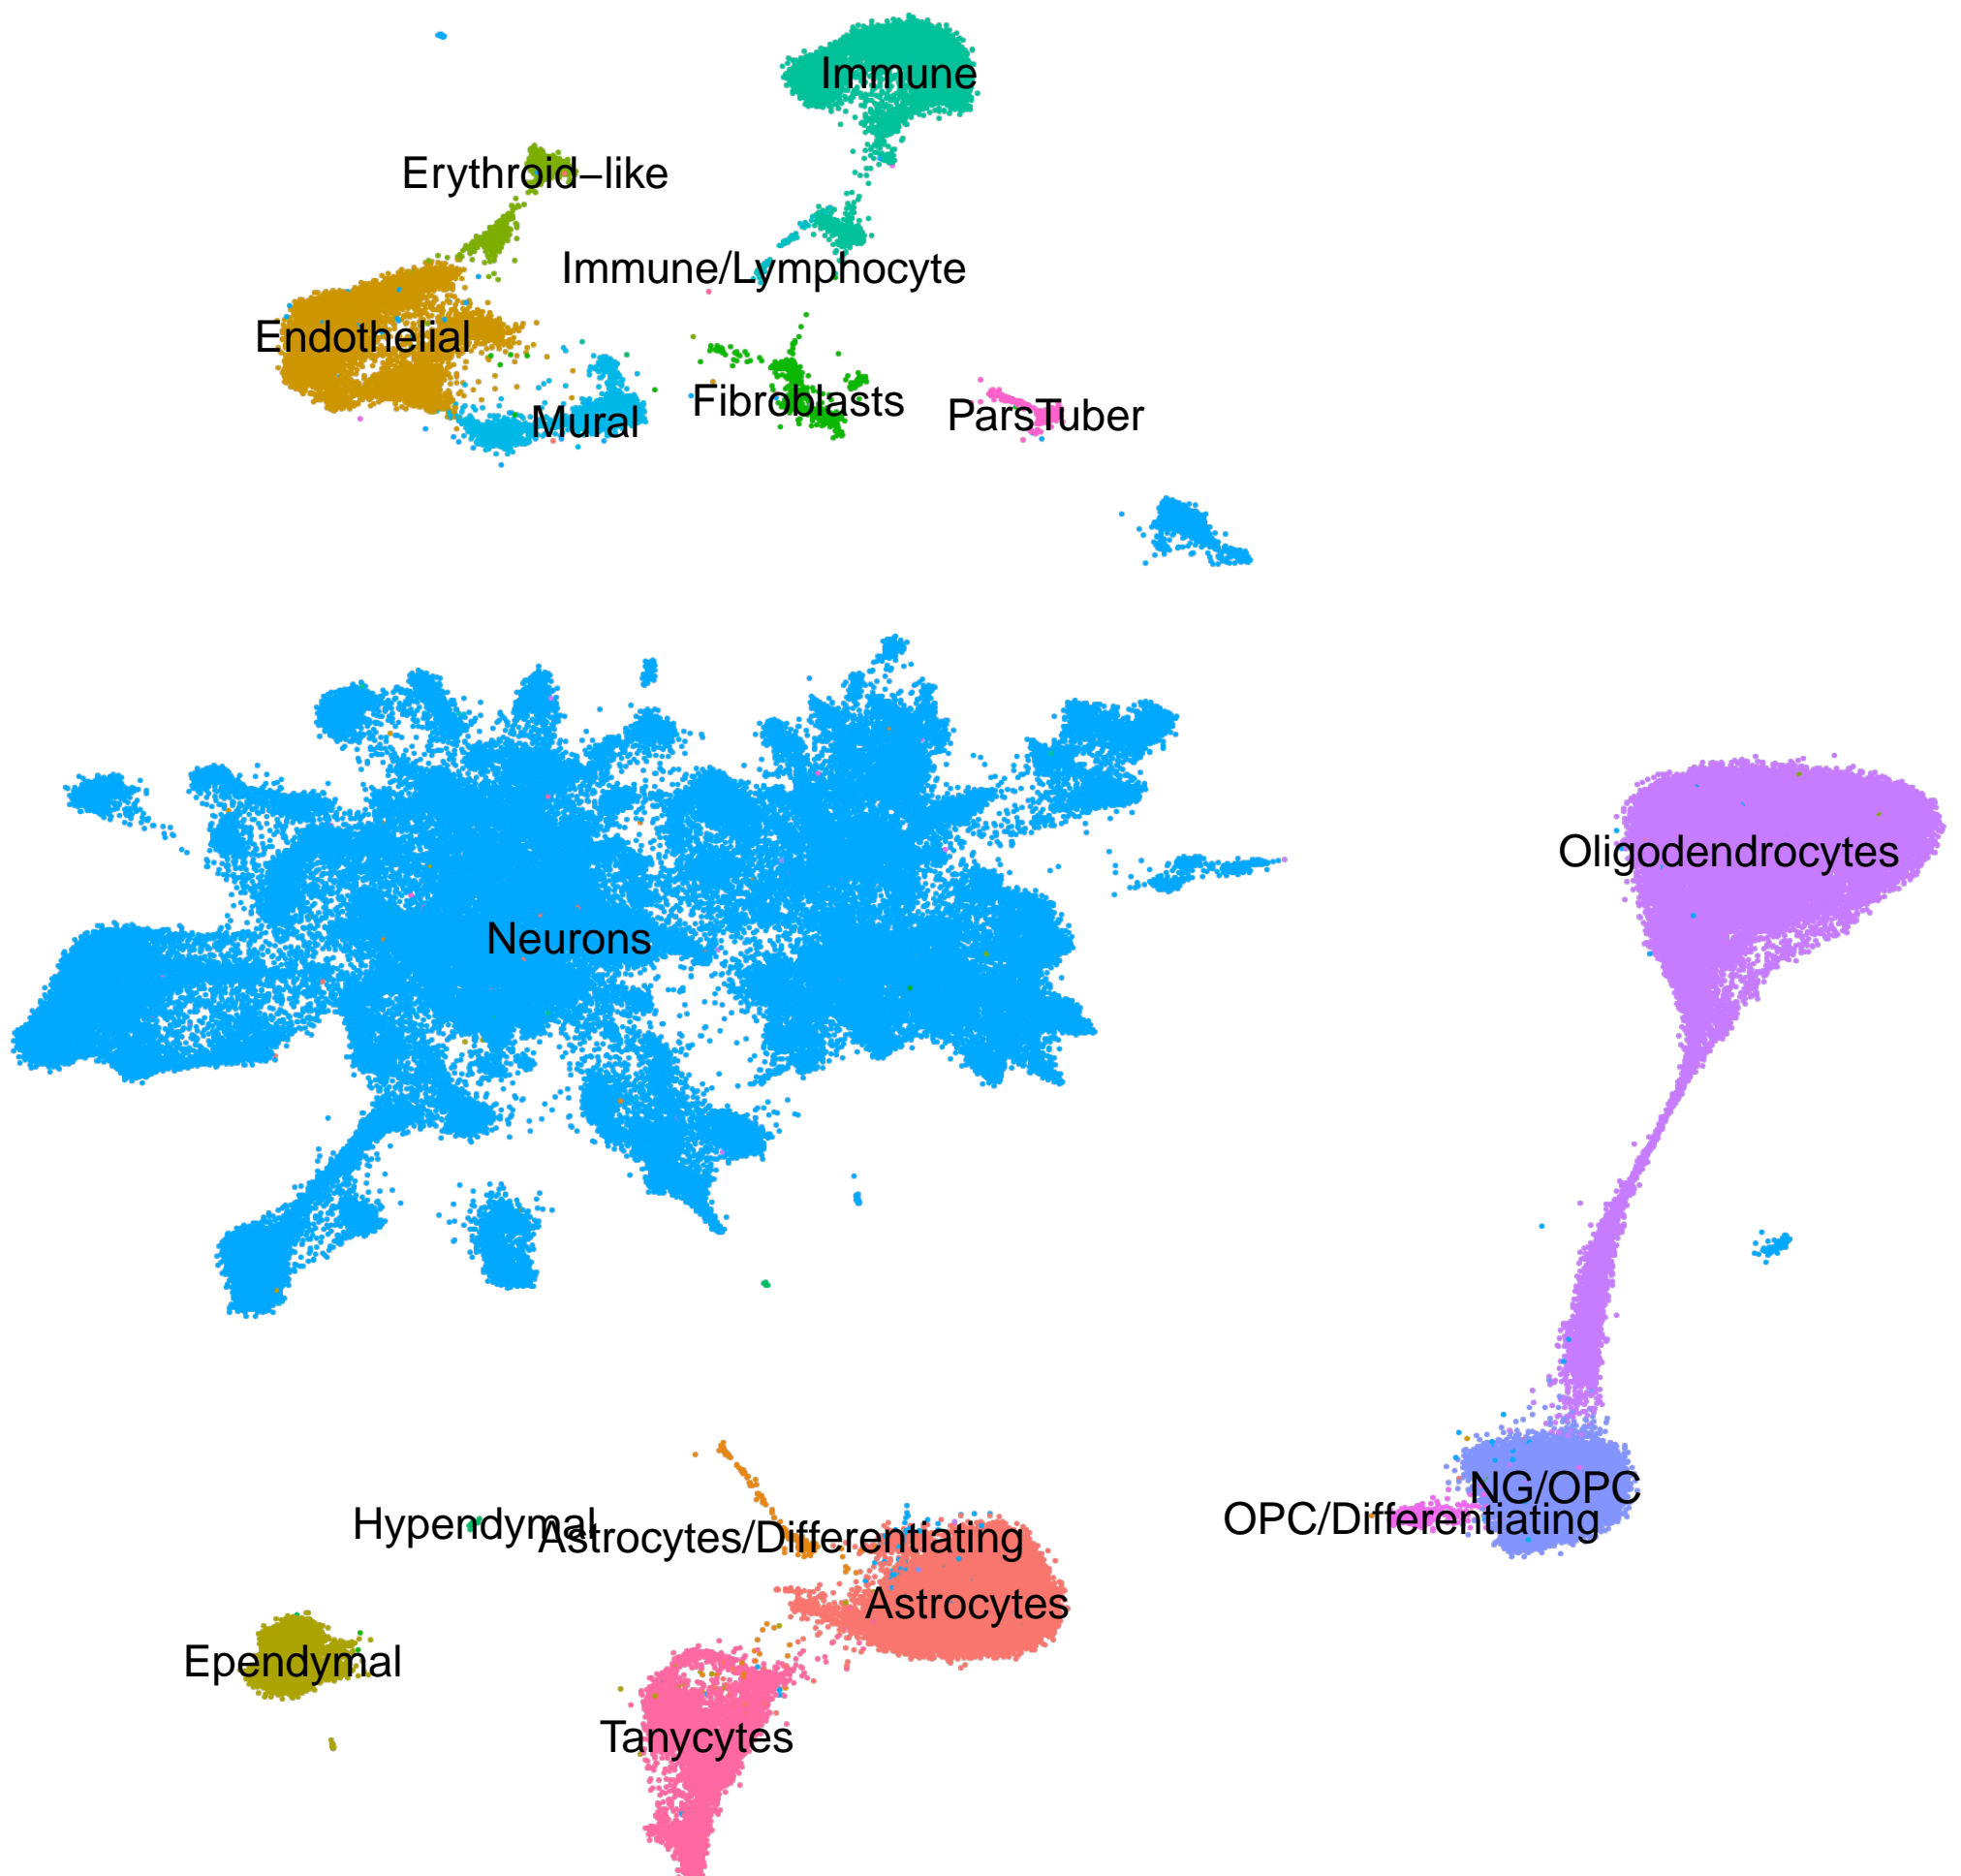 Immune
Erythroid−like
Immune/Lymphocyte
Endothelial
Fibroblasts
ParsTuber
Mural
Oligodendrocytes
Neurons
NG/OPC
OPC/Differentiating
Hypendymal
Astrocytes/Differentiating
Astrocytes
Ependymal
Tanycytes